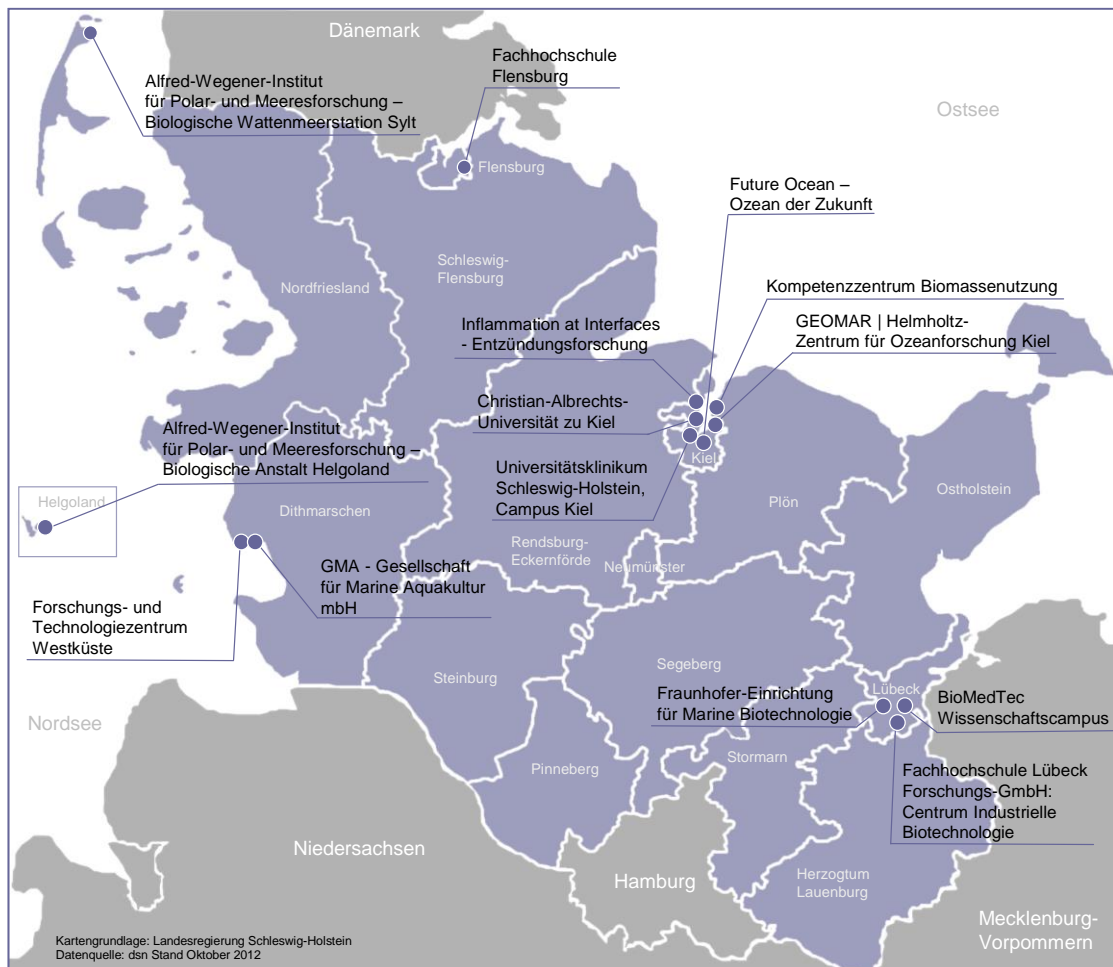 Dänemark
Fachhochschule
Flensburg
Alfred-Wegener-Institut
für Polar- und Meeresforschung –
Biologische Wattenmeerstation Sylt
Ostsee
Flensburg
Future Ocean –
Ozean der Zukunft
Schleswig-
Flensburg
Nordfriesland
Kompetenzzentrum Biomassenutzung
GEOMAR | Helmholtz-
Zentrum für Ozeanforschung Kiel
Inflammation at Interfaces
- Entzündungsforschung
Christian-Albrechts-
Universität zu Kiel
Alfred-Wegener-Institut
für Polar- und Meeresforschung –
Biologische Anstalt Helgoland
Kiel
Universitätsklinikum
Schleswig-Holstein,
Campus Kiel
Helgoland
Dithmarschen
Plön
Ostholstein
Rendsburg-
Eckernförde
Neumünster
GMA - Gesellschaft
für Marine Aquakultur
mbH
Forschungs- und
Technologiezentrum
Westküste
Steinburg
Segeberg
Lübeck
Fraunhofer-Einrichtung
für Marine Biotechnologie
BioMedTec
Wissenschaftscampus
Nordsee
Stormarn
Pinneberg
Fachhochschule Lübeck
Forschungs-GmbH:
Centrum Industrielle
Biotechnologie
Niedersachsen
Hamburg
Herzogtum
Lauenburg
Mecklenburg-
Vorpommern
Kartengrundlage: Landesregierung Schleswig-Holstein
Datenquelle: dsn Stand Oktober 2012